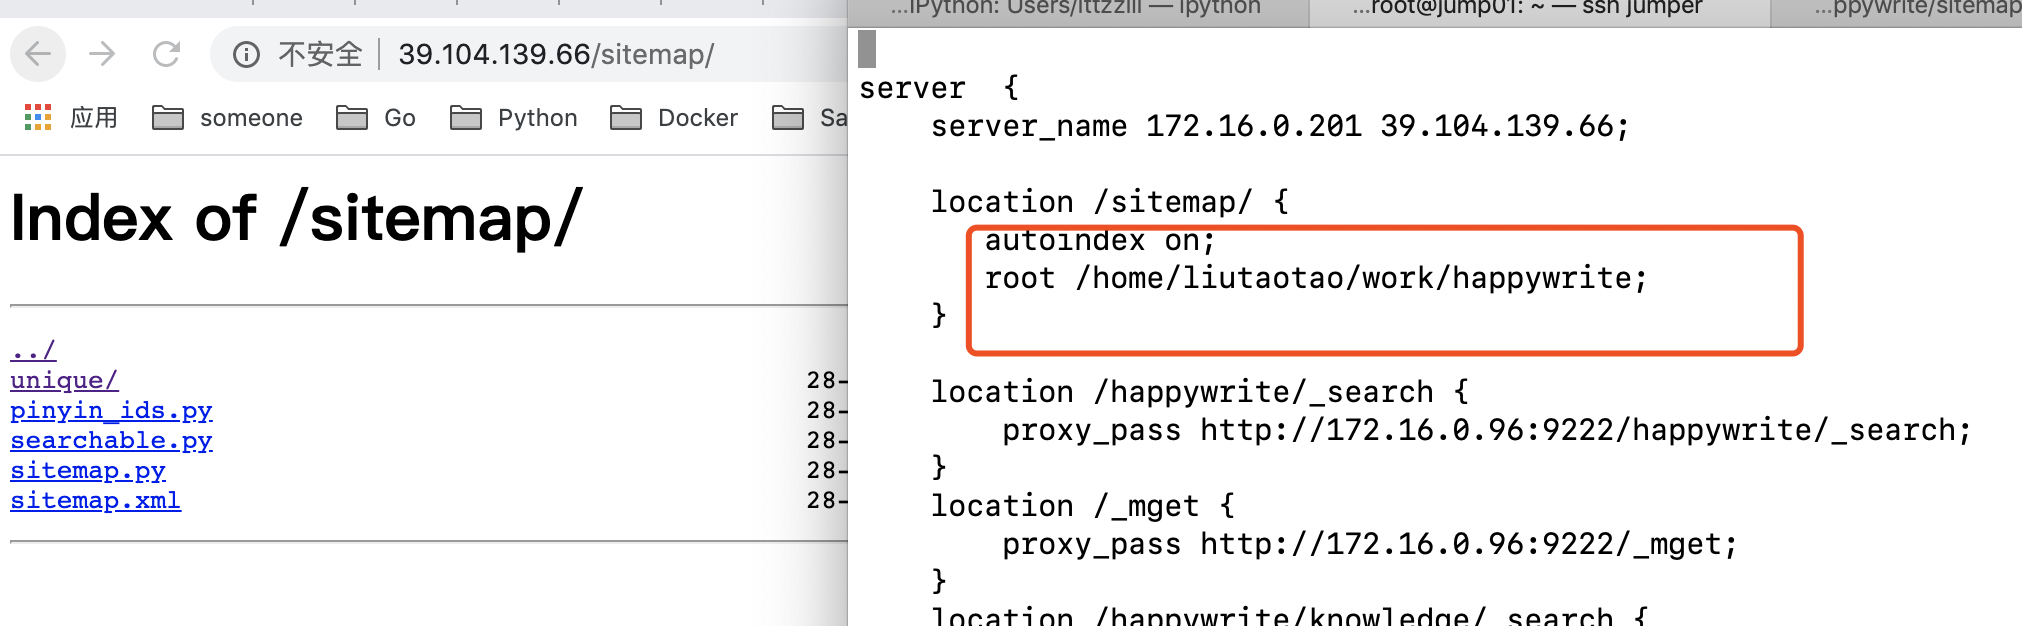 不安全 39.104.139.66/sitemap/
应用 someone Go Python Docker Sa
Index of /sitemap/
../
unique/ 28-
pinyin_ids.py 28-
searchable.py 28-
sitemap.py 28-
sitemap.xml 28-
...IPython: Users/lttzzlll — ipython ...root@jump01: ~ — ssh jumper ...ppywrite/sitemap
server {
server_name 172.16.0.201 39.104.139.66;
location /sitemap/ {
autoindex on;
root /home/liutaotao/work/happywrite;
}
location /happywrite/_search {
proxy_pass http://172.16.0.96:9222/happywrite/_search;
}
location /_mget {
proxy_pass http://172.16.0.96:9222/_mget;
}
location /happywrite/knowledge/_search {